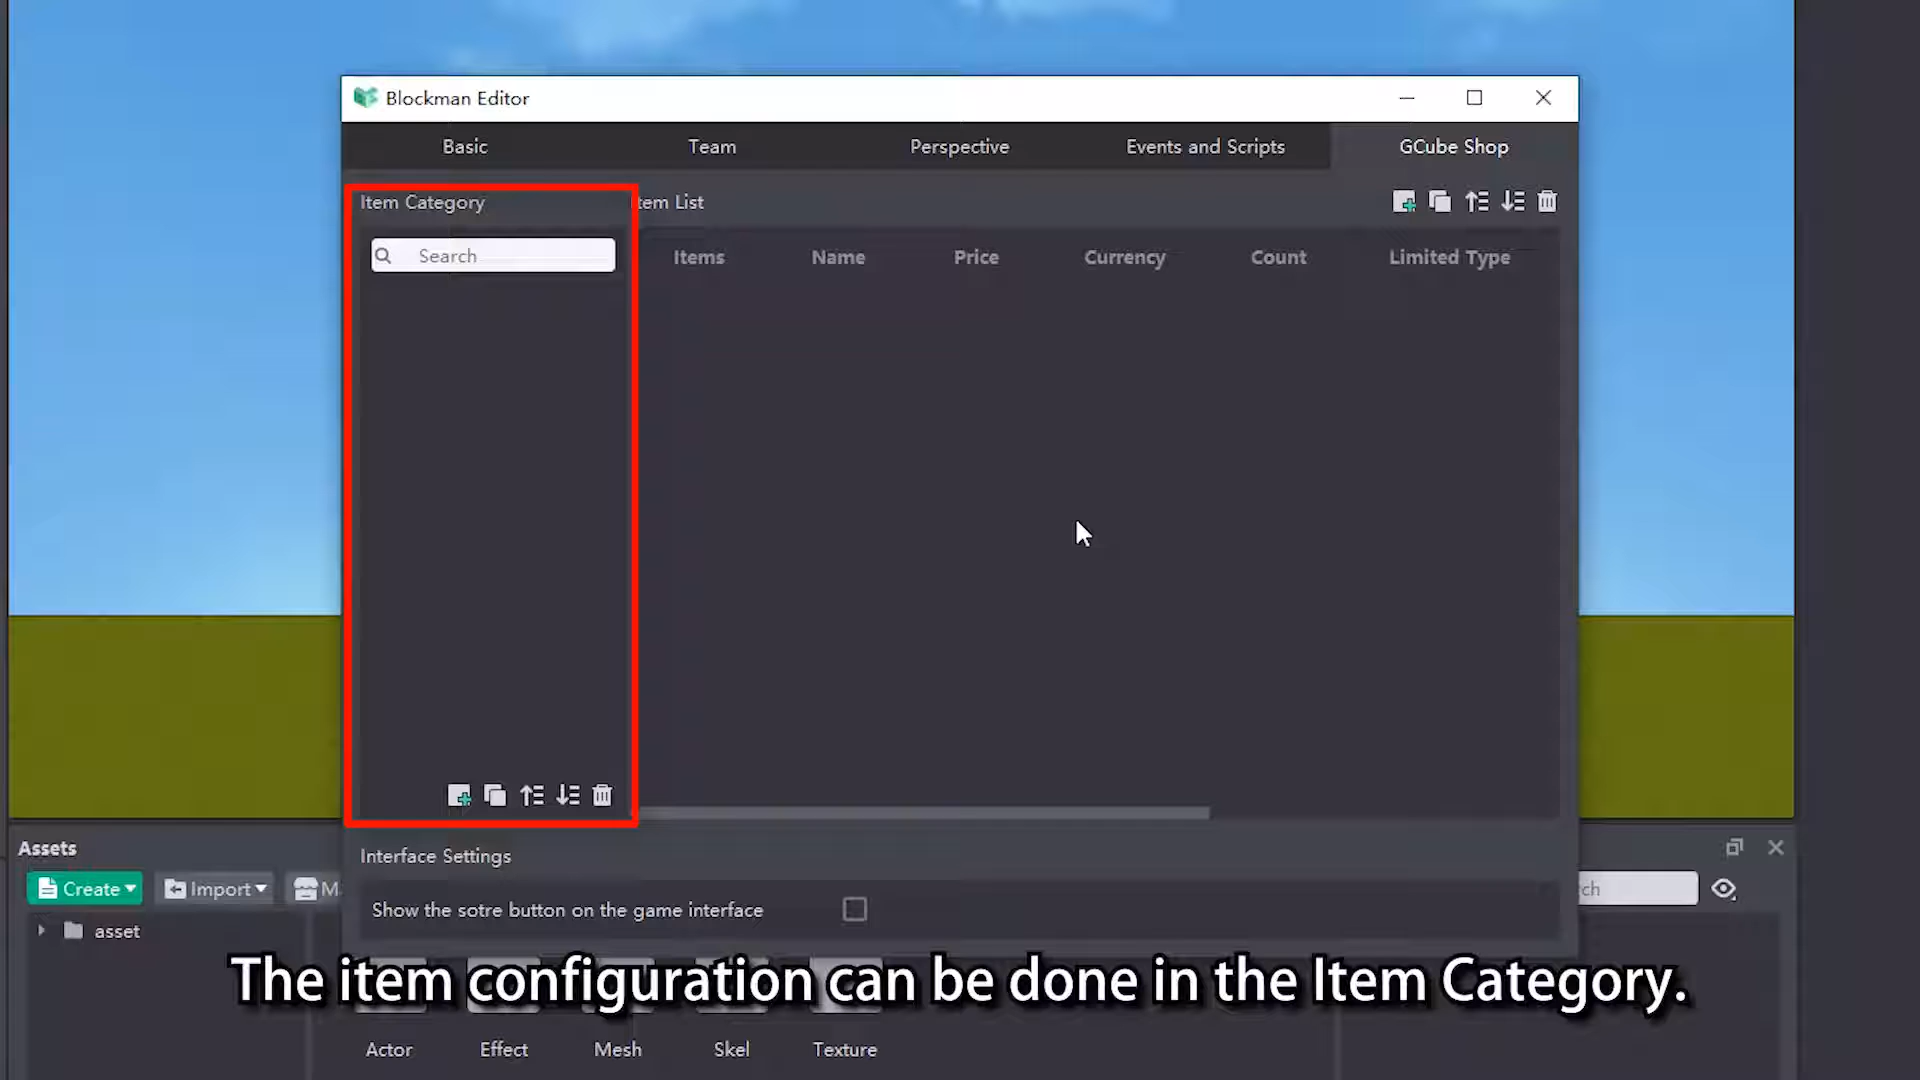 Blockman Editor
Basic Team Perspective Events and Scripts GCube Shop
Item Category tem List
Search Items Name Price Currency Count Limited Type
Interface Settings
Show the sotre button on the game interface
Assets
Create Import M
ch
asset
The item configuration can be done in the Item Category.
Actor Effect Mesh Skel Texture